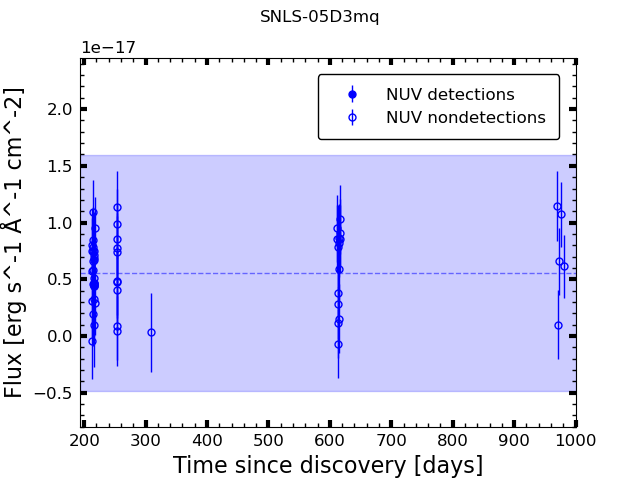 SNLS-05D3mq
1e−17
NUV detections
NUV nondetections
2.0
1.5
1.0
0.5
0.0
−0.5
Flux [erg s^-1 Å^-1 cm^-2]
200 300 400 500 600 700 800 900 1000
Time since discovery [days]